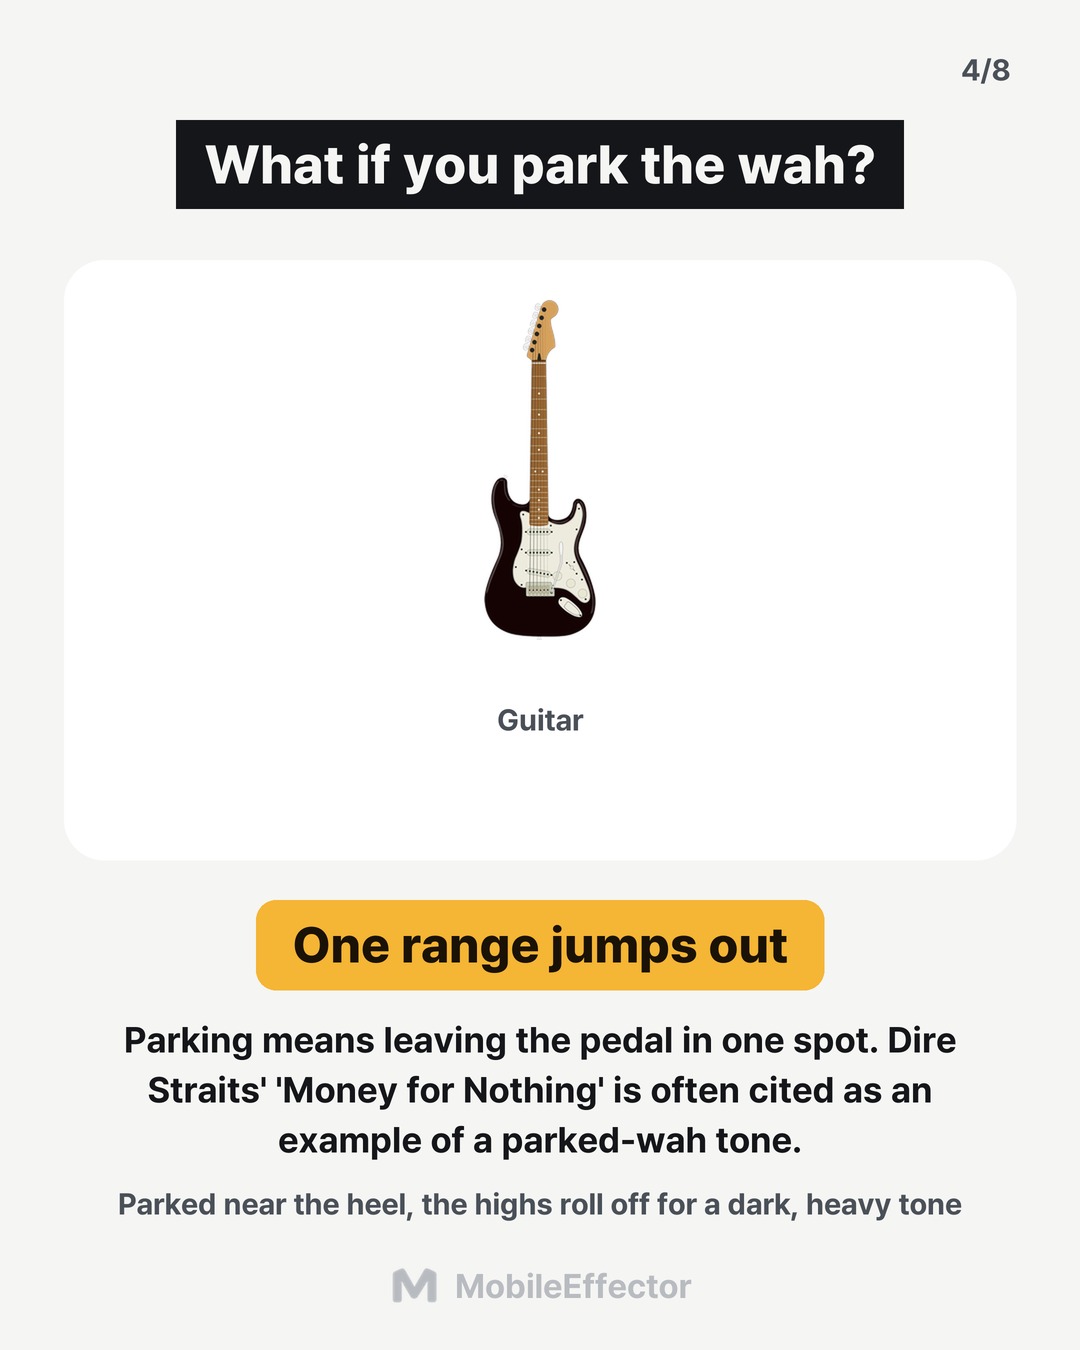 4/8
What if you park the wah?
Guitar
One range jumps out
Parking means leaving the pedal in one spot. Dire
Straits' 'Money for Nothing' is often cited as an
example of a parked-wah tone.
Parked near the heel, the highs roll off for a dark, heavy tone
MobileEffector